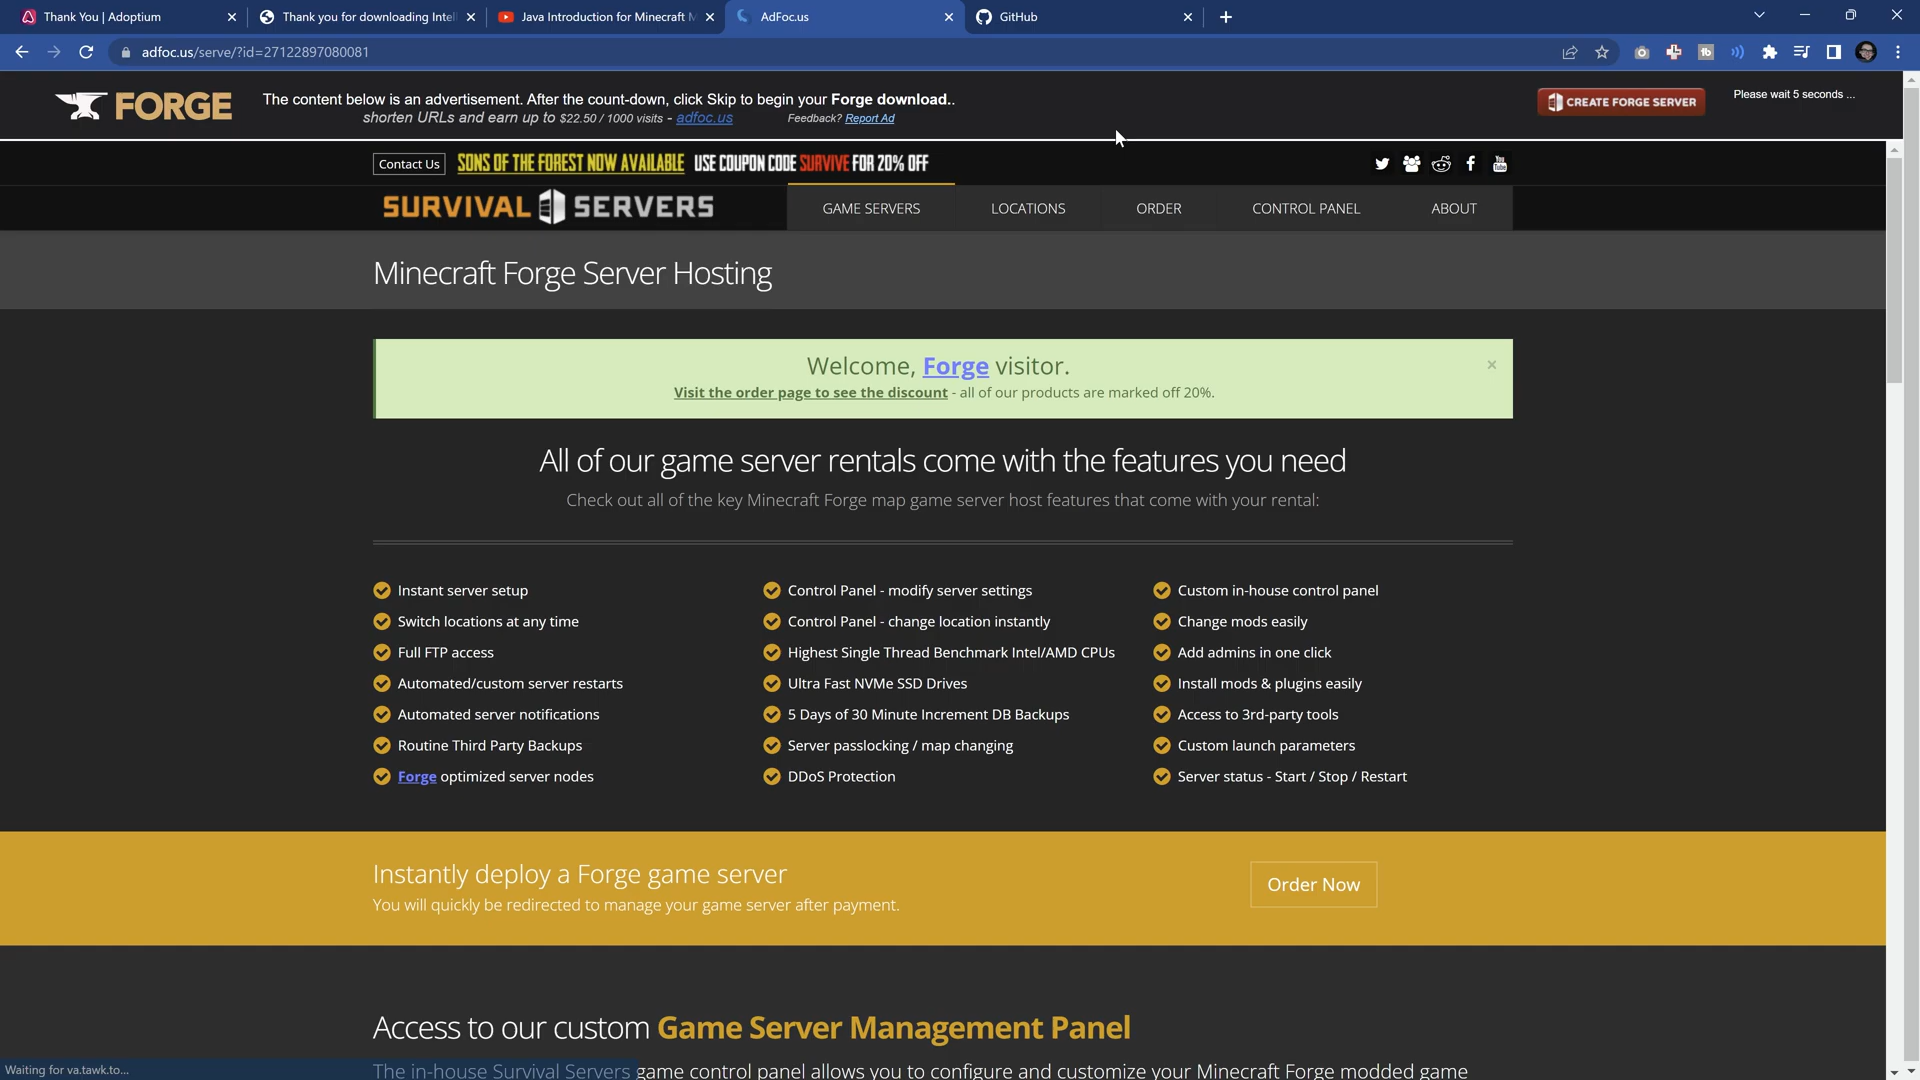 Thank You | Adoptium
Thank you for downloading Intel
Java Introduction for Minecraft M
AdFoc.us
GitHub
adfoc.us/serve/?id=27122897080081
FORGE
The content below is an advertisement. After the count-down, click Skip to begin your Forge download..
shorten URLs and earn up to $22.50 / 1000 visits - adfoc.us
Feedback? Report Ad
CREATE FORGE SERVER
Please wait 5 seconds ...
Contact Us
SONS OF THE FOREST NOW AVAILABLE USE COUPON CODE SURVIVE FOR 20% OFF
SURVIVAL SERVERS
GAME SERVERS
LOCATIONS
ORDER
CONTROL PANEL
ABOUT
Minecraft Forge Server Hosting
Welcome, Forge visitor.
Visit the order page to see the discount - all of our products are marked off 20%.
All of our game server rentals come with the features you need
Check out all of the key Minecraft Forge map game server host features that come with your rental:
Instant server setup
Switch locations at any time
Full FTP access
Automated/custom server restarts
Automated server notifications
Routine Third Party Backups
Forge optimized server nodes
Control Panel - modify server settings
Control Panel - change location instantly
Highest Single Thread Benchmark Intel/AMD CPUs
Ultra Fast NVMe SSD Drives
5 Days of 30 Minute Increment DB Backups
Server passlocking / map changing
DDoS Protection
Custom in-house control panel
Change mods easily
Add admins in one click
Install mods & plugins easily
Access to 3rd-party tools
Custom launch parameters
Server status - Start / Stop / Restart
Instantly deploy a Forge game server
You will quickly be redirected to manage your game server after payment.
Order Now
Access to our custom Game Server Management Panel
The in-house Survival Servers game control panel allows you to configure and customize your Minecraft Forge modded game
Waiting for va.tawk.to...